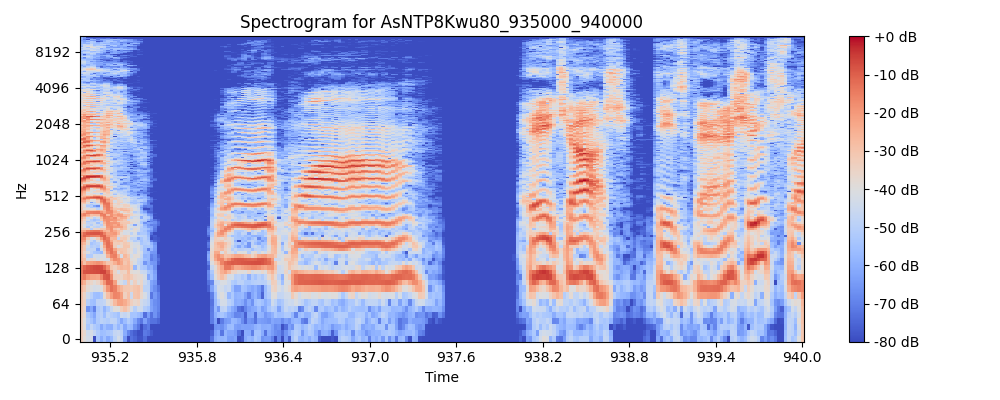 Spectrogram for AsNTP8Kwu80_935000_940000
Hz
8192
4096
2048
1024
512
256
128
64
0
935.2 935.8 936.4 937.0 937.6 938.2 938.8 939.4 940.0
Time
+0 dB
-10 dB
-20 dB
-30 dB
-40 dB
-50 dB
-60 dB
-70 dB
-80 dB